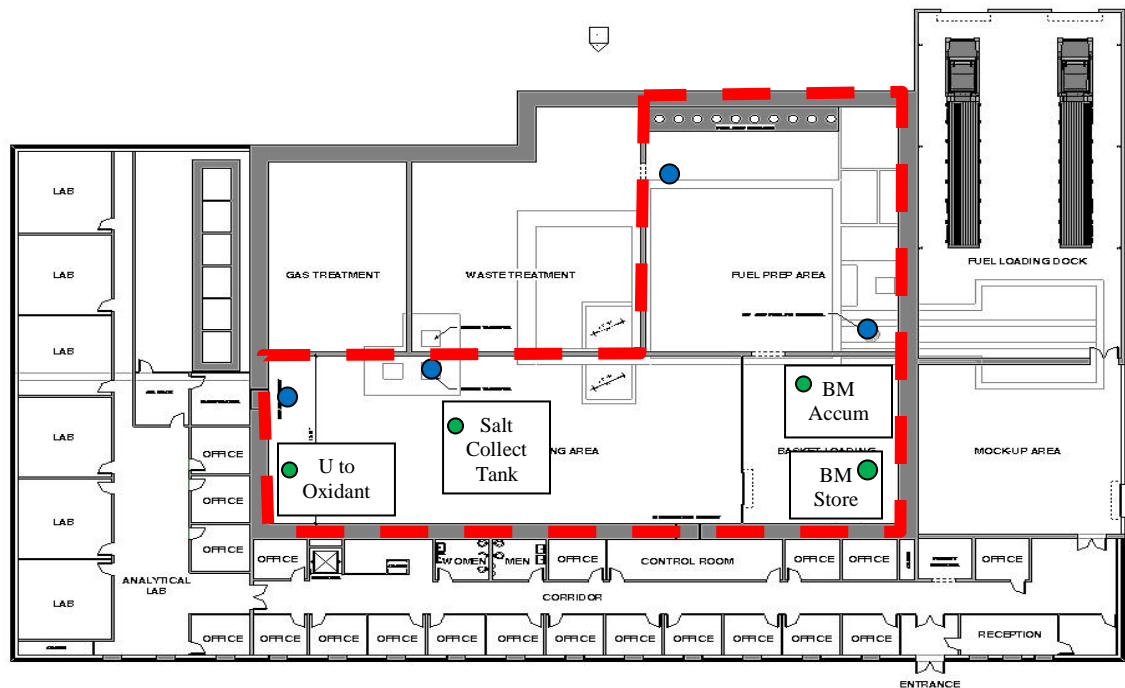 LAB
LAB
GAS TREATMENT
WASTE TREATMENT
FUEL PREP AREA
FUEL LOADING DOCK
LAB
LAB
OFFICE
U to
Oxidant
Salt
Collect
Tank
NG AREA
BM
Accum
BASKET LOADING
BM
Store
MOCK-UP AREA
LAB
OFFICE
OFFICE
LAB
ANALYTICAL
LAB
OFFICE
WOMEN
MEN
OFFICE
CONTROL ROOM
OFFICE
OFFICE
OFFICE
CORRIDOR
OFFICE
OFFICE
OFFICE
OFFICE
OFFICE
OFFICE
OFFICE
OFFICE
OFFICE
OFFICE
OFFICE
OFFICE
RECEPTION
ENTRANCE